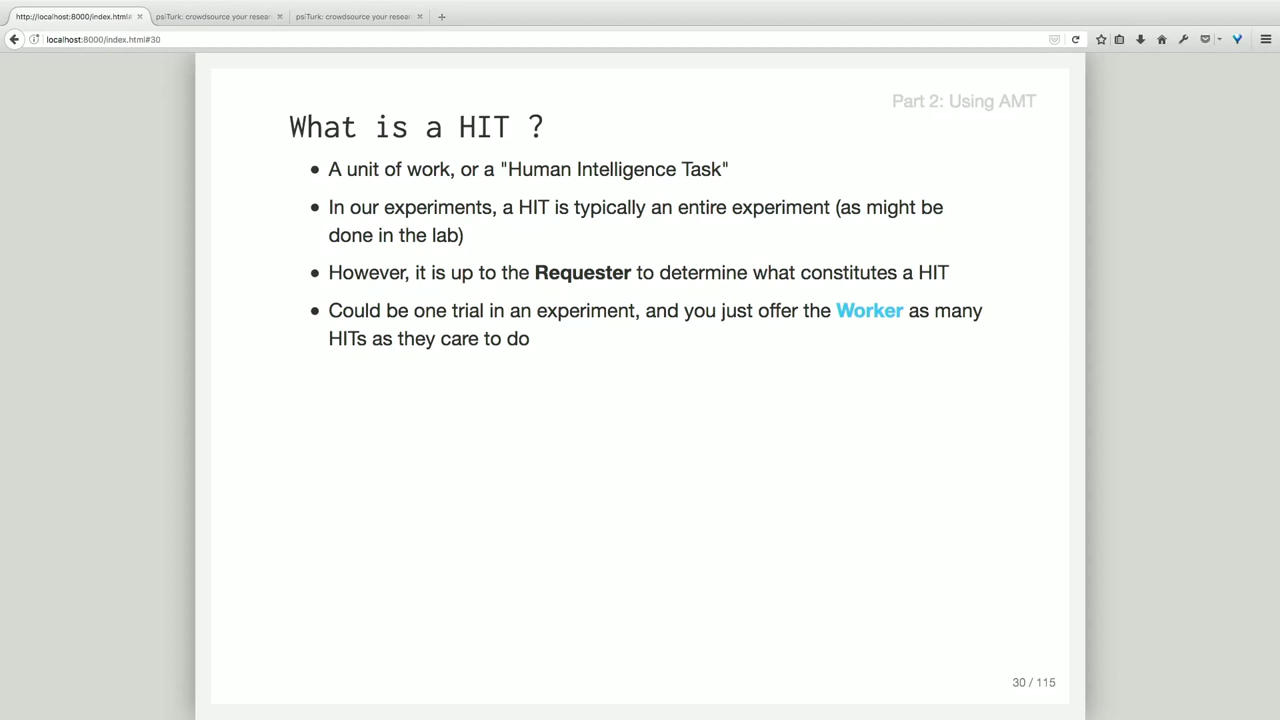 http://localhost:8000/index.html#
psiTurk: crowdsource your resear
psiTurk: crowdsource your resear
localhost:8000/index.html#30
Part 2: Using AMT
What is a HIT ?
• A unit of work, or a "Human Intelligence Task"
• In our experiments, a HIT is typically an entire experiment (as might be
done in the lab)
• However, it is up to the Requester to determine what constitutes a HIT
• Could be one trial in an experiment, and you just offer the Worker as many
HITs as they care to do
30 / 115